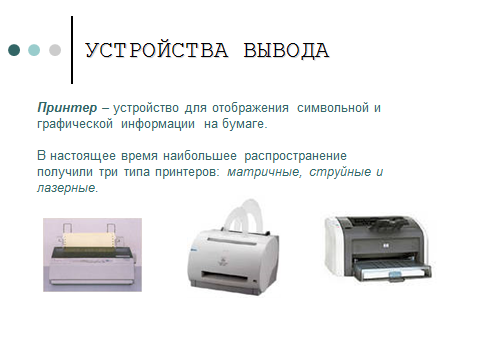 УСТРОЙСТВА ВЫВОДА
Принтер – устройство для отображения символьной и
графической информации на бумаге.
В настоящее время наибольшее распространение
получили три типа принтеров: матричные, струйные и
лазерные.